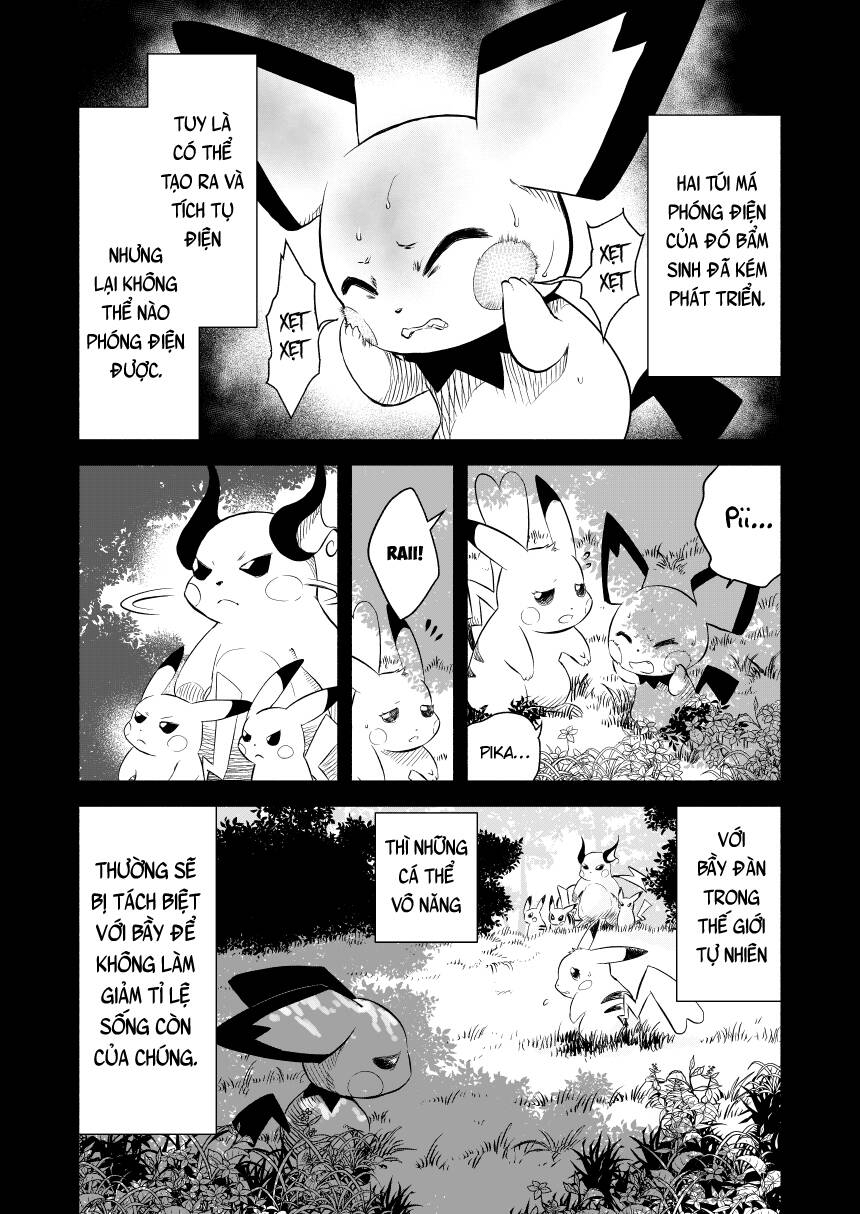 HAI TÚI MÁ
PHÓNG ĐIỆN
CỦA ĐÓ BẨM
SINH ĐÃ KÉM
PHÁT TRIỂN.
XẸT
XẸT
TUY LÀ
CÓ THỂ
TẠO RA VÀ
TÍCH TỤ
ĐIỆN
XẸT
XẸT
NHƯNG
LẠI KHÔNG
THỂ NÀO
PHÓNG ĐIỆN
ĐƯỢC.
Pii...
PIKA...
RAII!
VỚI
BẦY ĐÀN
TRONG
THẾ GIỚI
TỰ NHIÊN
THÌ NHỮNG
CÁ THỂ
VÔ NĂNG
THƯỜNG SẼ
BỊ TÁCH BIỆT
VỚI BẦY ĐỂ
KHÔNG LÀM
GIẢM TỈ LỆ
SỐNG CÒN
CỦA CHÚNG.